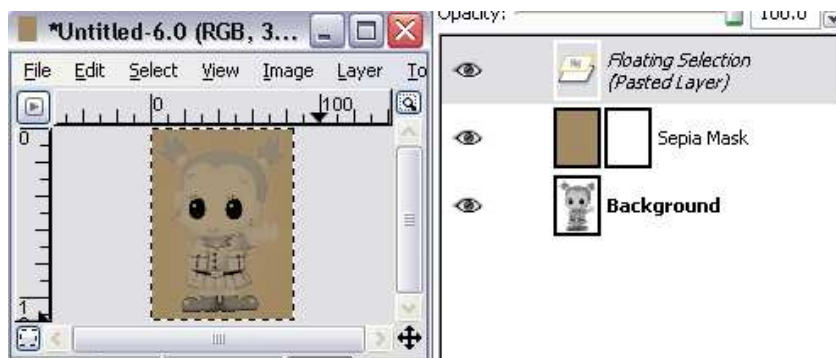 *Untitled-6.0 (RGB, 3...
File Edit Select View Image Layer To
0 100
0
1
Opacity: 100.0
Floating Selection
(Pasted Layer)
Sepia Mask
Background